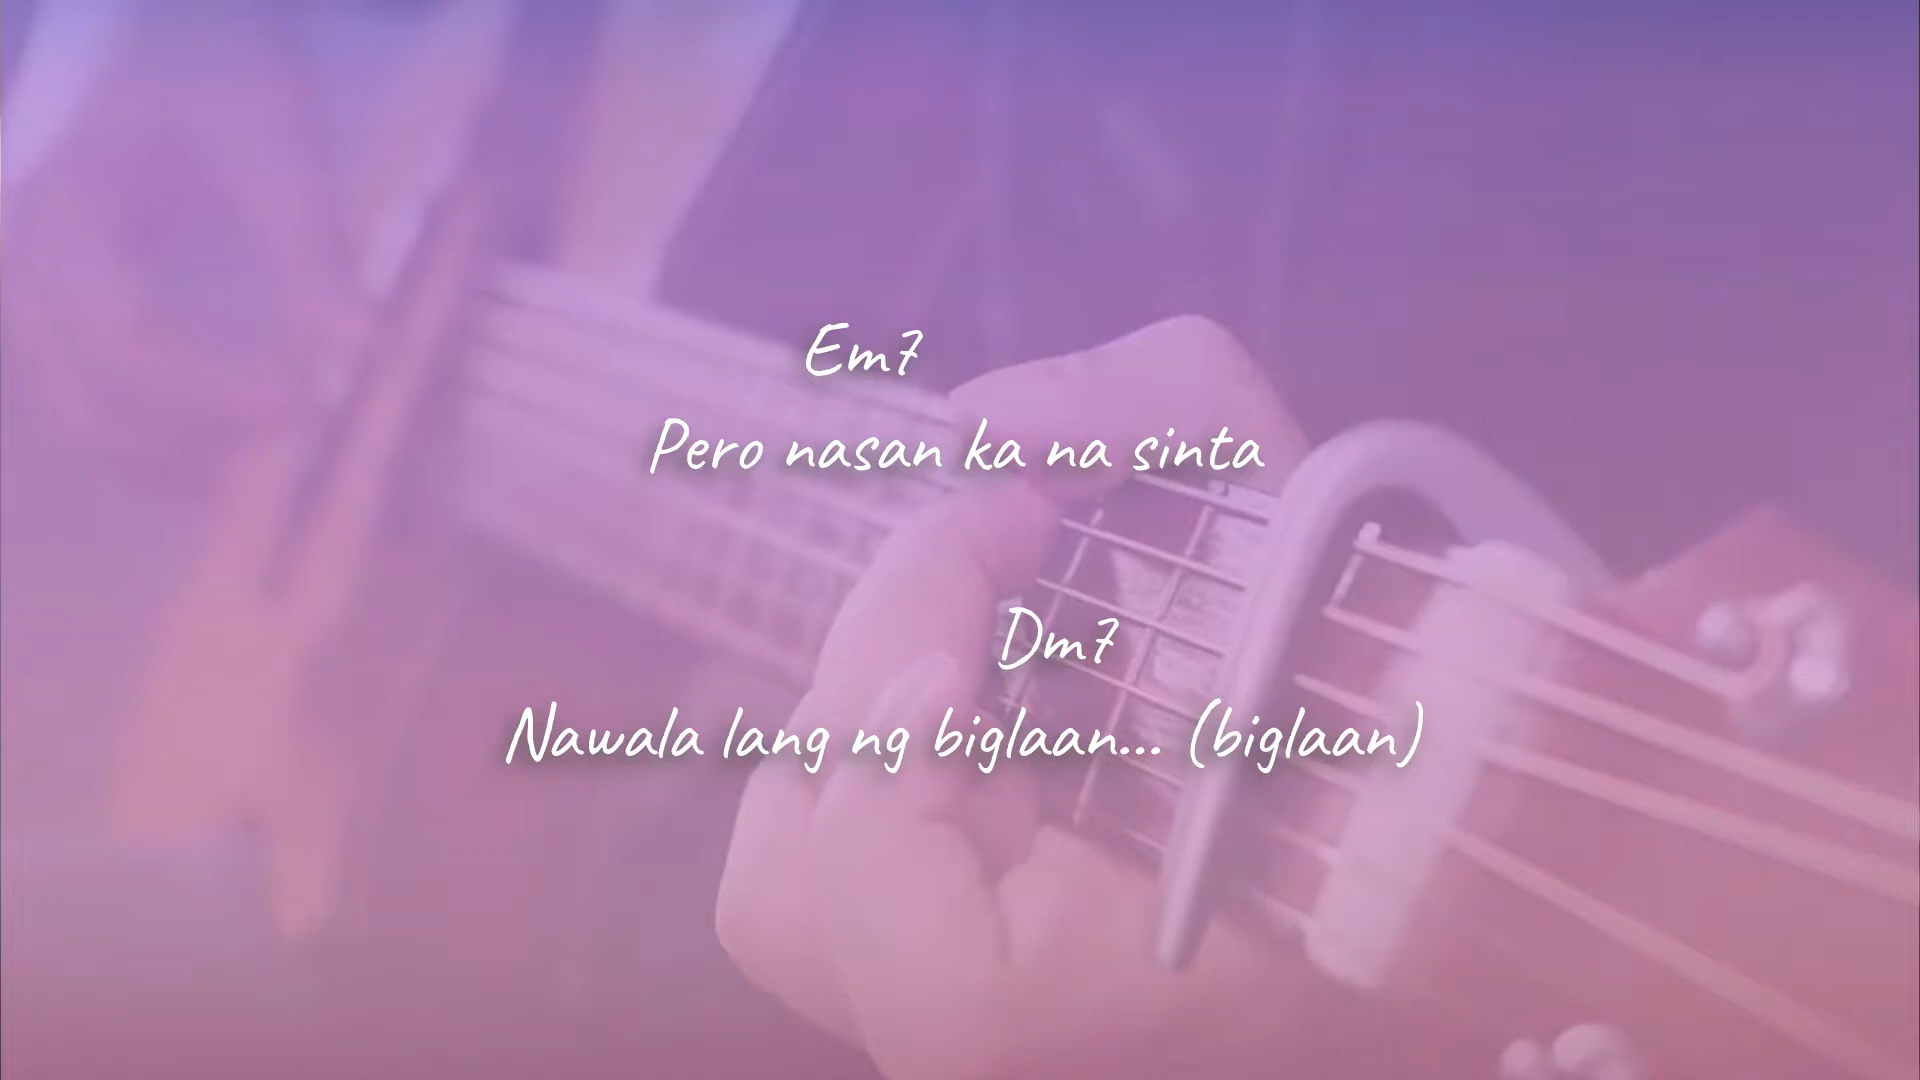 Em7
Pero nasan ka na sinta
Dm7
Nawala lang ng biglaan... (biglaan)